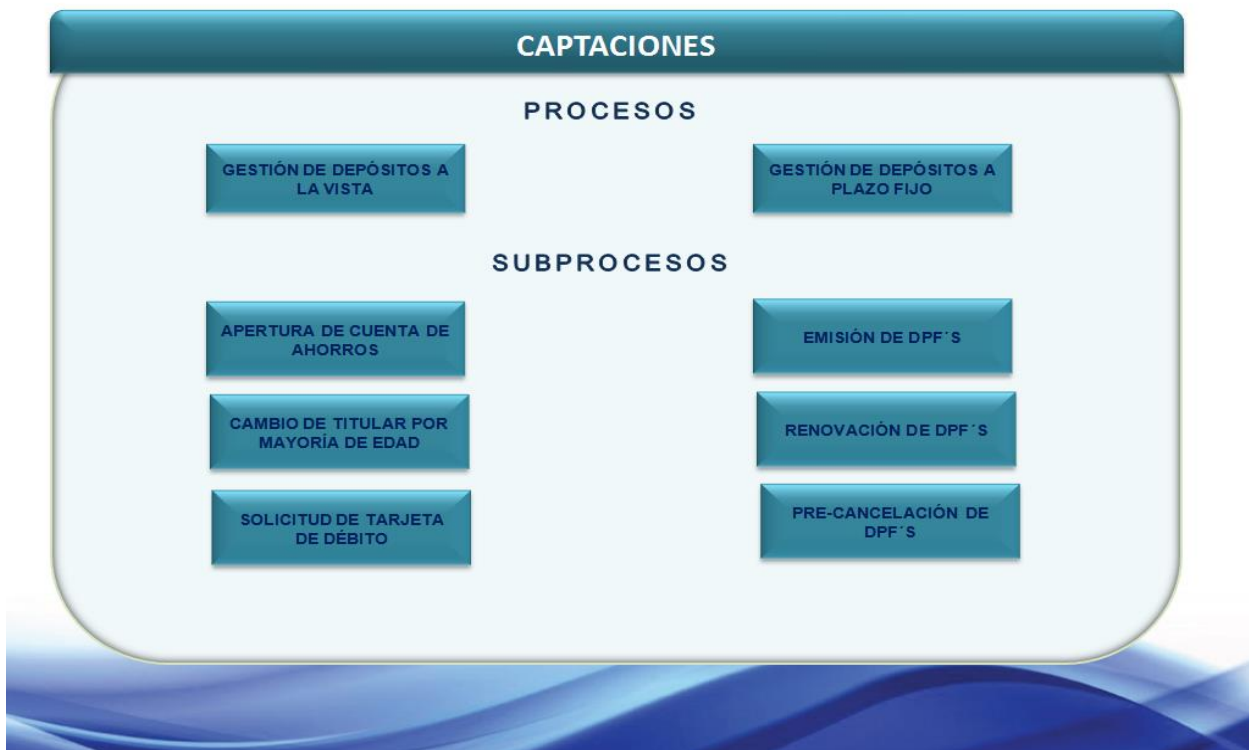 CAPTACIONES
PROCESOS
GESTIÓN DE DEPÓSITOS A
LA VISTA
GESTIÓN DE DEPÓSITOS A
PLAZO FIJO
SUBPROCESOS
APERTURA DE CUENTA DE
AHORROS
EMISIÓN DE DPF´S
CAMBIO DE TITULAR POR
MAYORÍA DE EDAD
RENOVACIÓN DE DPF´S
SOLICITUD DE TARJETA
DE DÉBITO
PRE-CANCELACIÓN DE
DPF´S